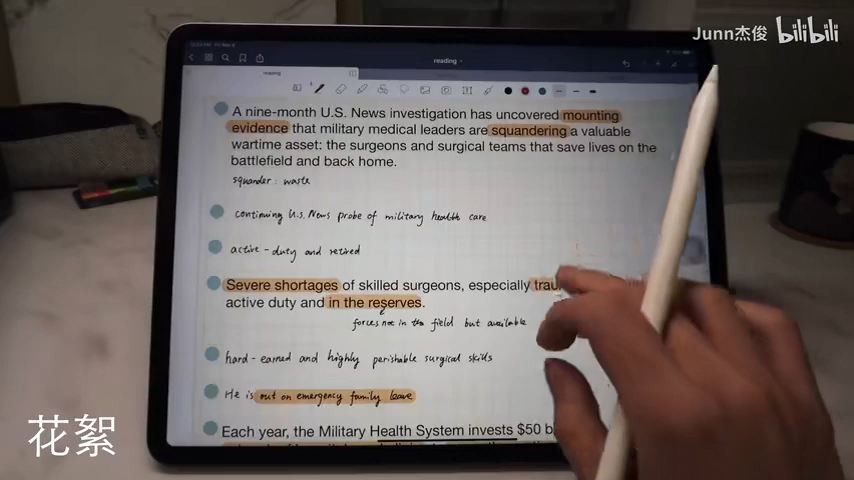 Junn杰俊 bilibili
reading
reading
A nine-month U.S. News investigation has uncovered mounting
evidence that military medical leaders are squandering a valuable
wartime asset: the surgeons and surgical teams that save lives on the
battlefield and back home.
squander: waste
continuing U.S. News probe of military health care
active-duty and retired
Severe shortages of skilled surgeons, especially
active duty and in the reserves.
forces not in the field but available
hard-earned and highly perishable surgical skills
He is out on emergency family leave
Each year, the Military Health System invests $50
花絮